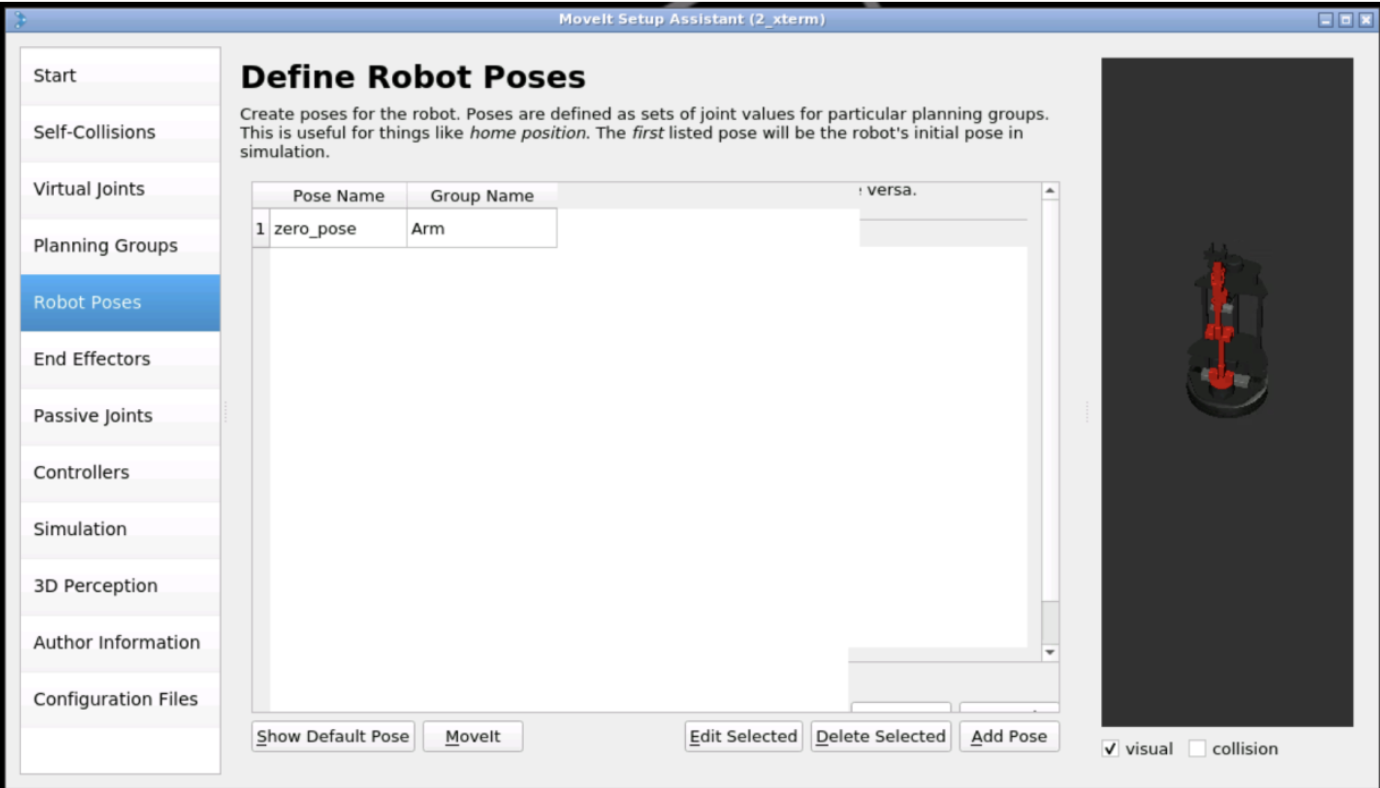 MoveIt Setup Assistant (2_xterm)
Start
Self-Collisions
Virtual Joints
Planning Groups
Robot Poses
End Effectors
Passive Joints
Controllers
Simulation
3D Perception
Author Information
Configuration Files
Define Robot Poses
Create poses for the robot. Poses are defined as sets of joint values for particular planning groups.
This is useful for things like home position. The first listed pose will be the robot's initial pose in
simulation.
Pose Name Group Name
versa.
1 zero_pose Arm
Show Default Pose MoveIt Edit Selected Delete Selected Add Pose
visual collision